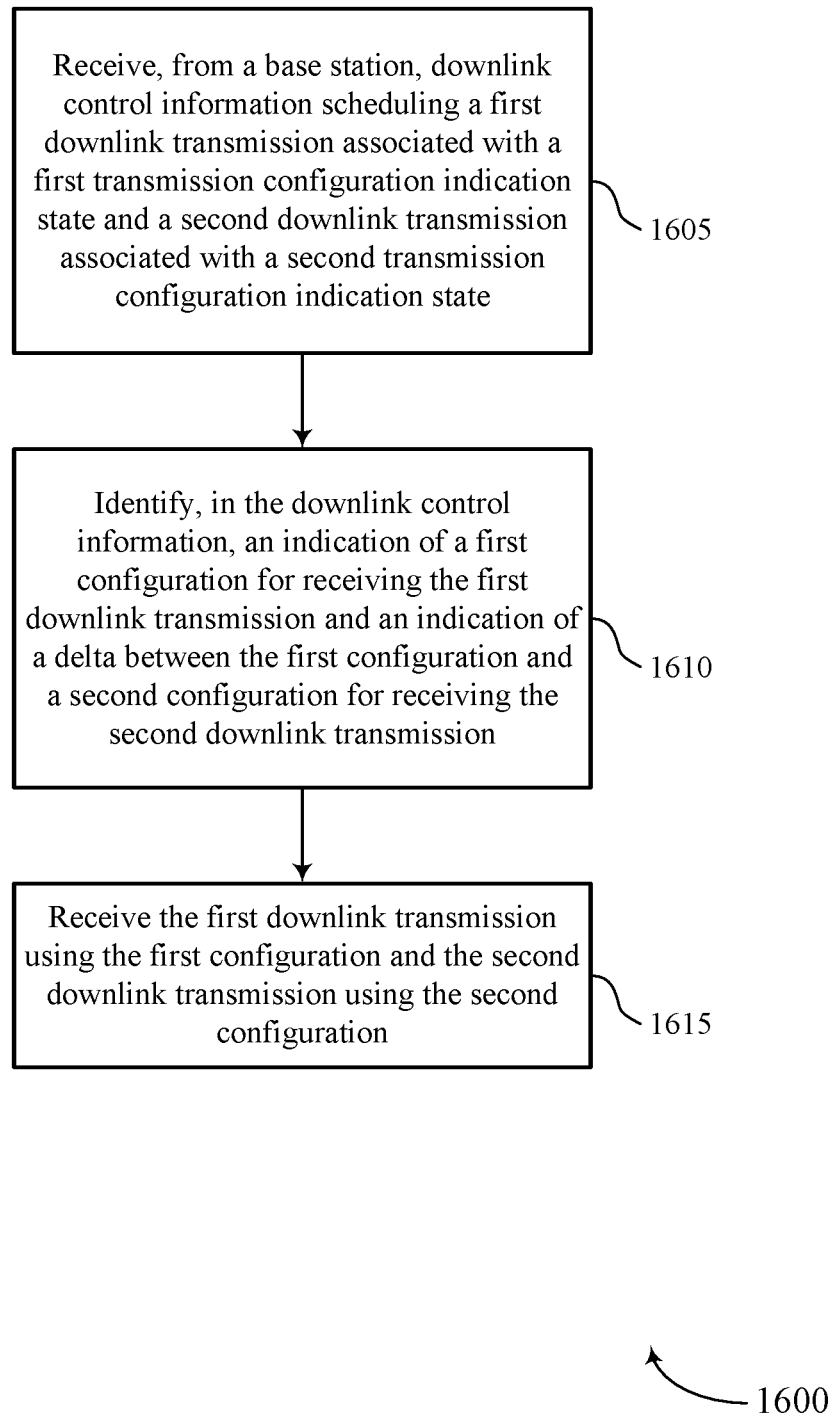 Receive, from a base station, downlink
control information scheduling a first
downlink transmission associated with a
first transmission configuration indication
state and a second downlink transmission
associated with a second transmission
configuration indication state
1605
Identify, in the downlink control
information, an indication of a first
configuration for receiving the first
downlink transmission and an indication of
a delta between the first configuration and
a second configuration for receiving the
second downlink transmission
1610
Receive the first downlink transmission
using the first configuration and the second
downlink transmission using the second
configuration
1615
1600